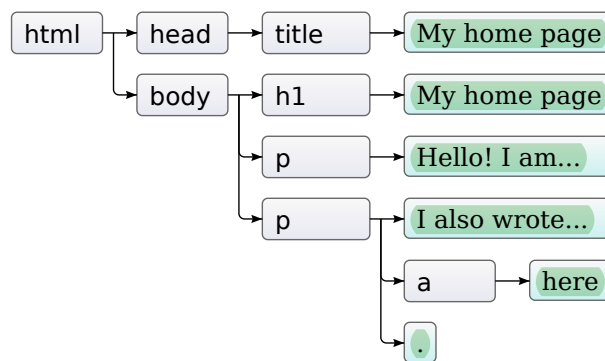 html head title My home page
body h1 My home page
p Hello! I am...
p I also wrote...
a here
.